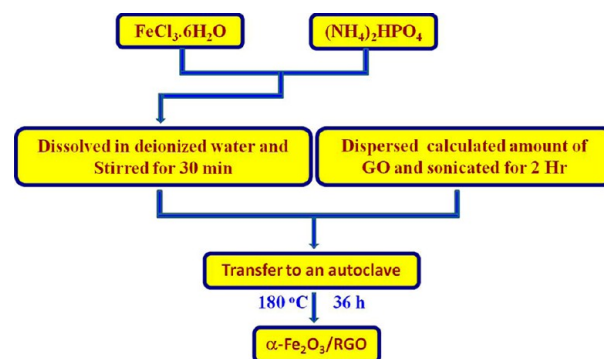 FeCl₃.6H₂O
(NH₄)₂HPO₄
Dissolved in deionized water and
Stirred for 30 min
Dispersed calculated amount of
GO and sonicated for 2 Hr
Transfer to an autoclave
180 °C 36 h
α-Fe₂O₃/RGO